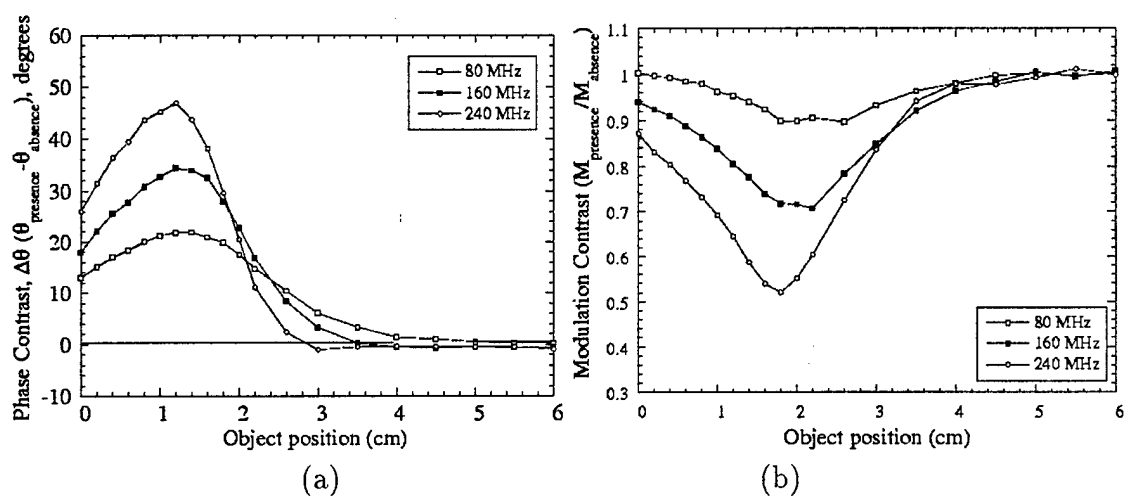 60
50
40
30
20
10
0
-10
0 1 2 3 4 5 6
Phase Contrast, Δθ (θpresence-θabsence), degrees
Object position (cm)
80 MHz
160 MHz
240 MHz
(a)
1.1
1
0.9
0.8
0.7
0.6
0.5
0.4
0.3
0 1 2 3 4 5 6
Modulation Contrast (Mpresence/Mabsence)
Object position (cm)
80 MHz
160 MHz
240 MHz
(b)